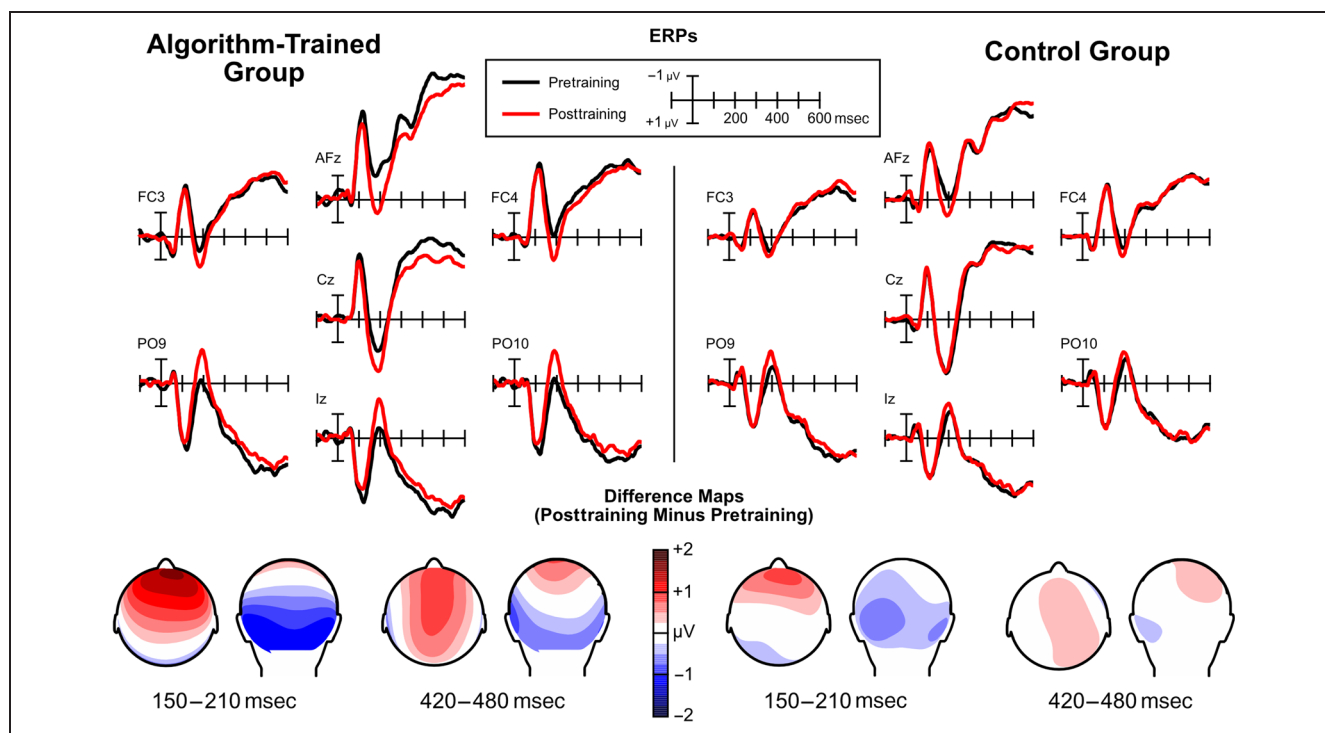 Algorithm-Trained
Group
ERPs
Control Group
Pretraining
Posttraining
−1 µV
+1 µV
200 400 600 msec
AFz
FC3
FC4
Cz
PO9
PO10
Iz
AFz
FC3
FC4
Cz
PO9
PO10
Iz
Difference Maps
(Posttraining Minus Pretraining)
+2
+1
µV
−1
−2
150–210 msec
420–480 msec
150–210 msec
420–480 msec